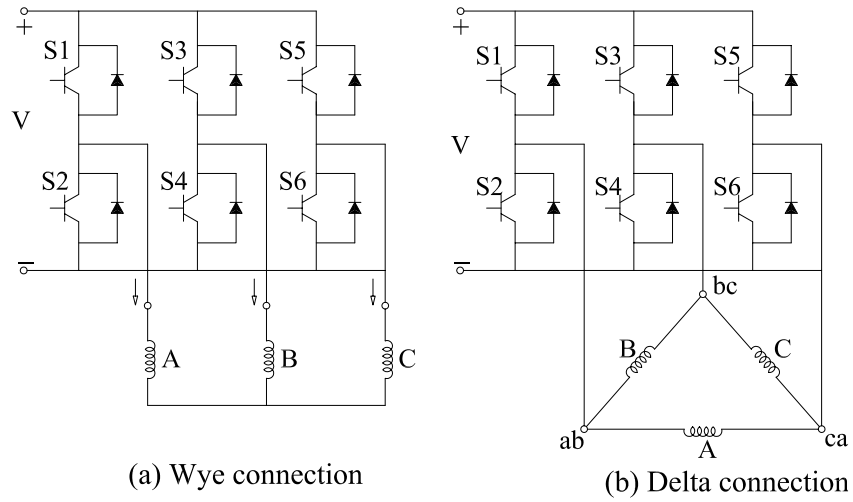 +
S1
S3
S5
V
S2
S4
S6
−
A
B
C
(a) Wye connection
+
S1
S3
S5
V
S2
S4
S6
−
bc
B
C
ab
A
ca
(b) Delta connection